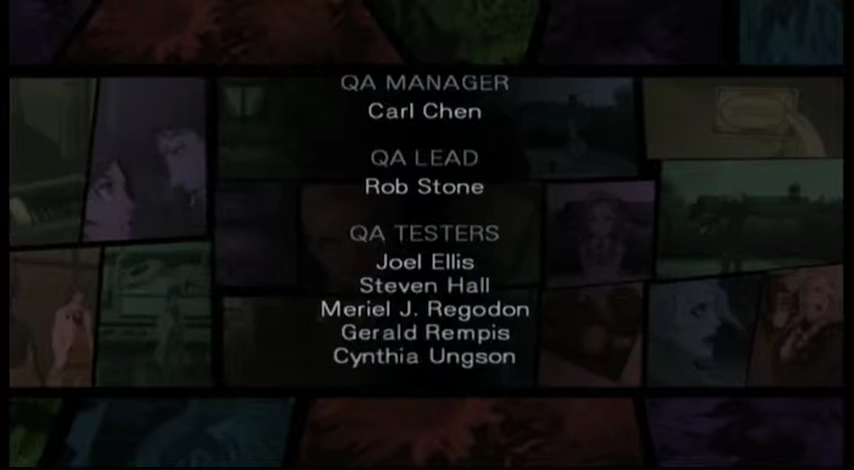 QA MANAGER
Carl Chen
QA LEAD
Rob Stone
QA TESTERS
Joel Ellis
Steven Hall
Meriel J. Regodon
Gerald Rempis
Cynthia Ungson